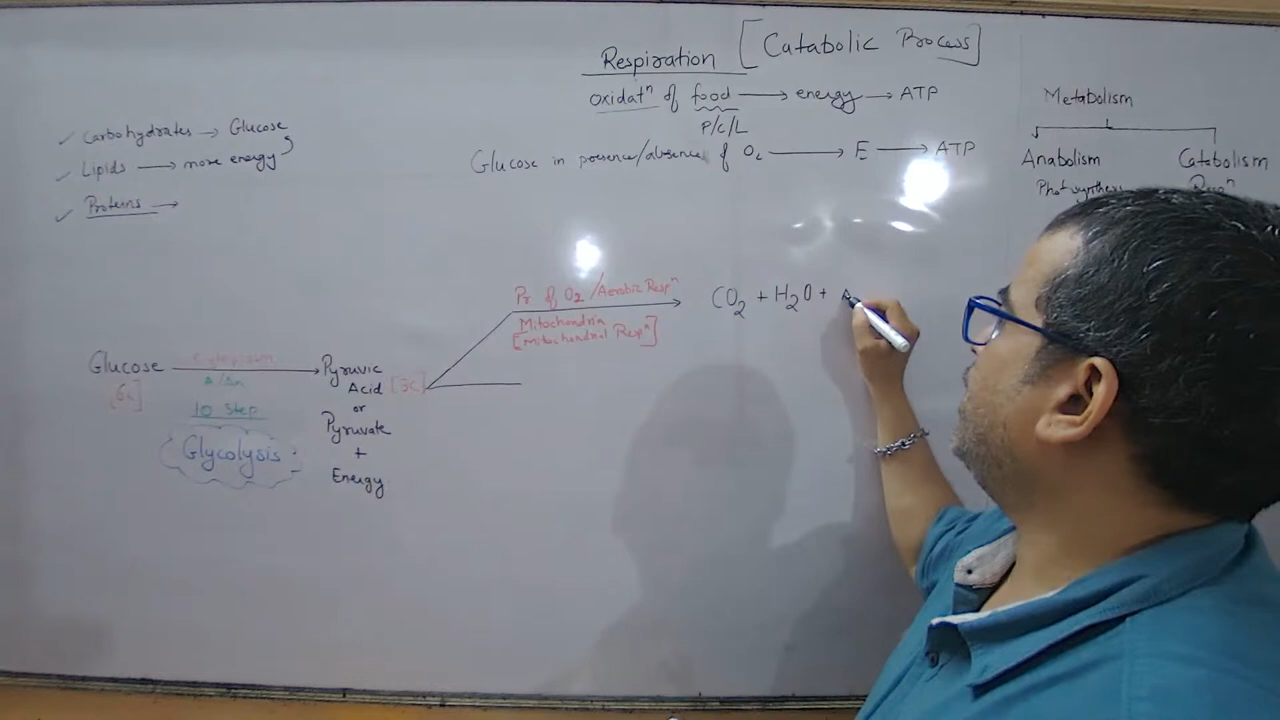 Respiration [Catabolic Process]
oxidatⁿ of food → energy → ATP
P/C/L
Glucose in presence/absence of O₂ → E → ATP
Metabolism
Anabolism
Catabolism
Photosynthesis
Respⁿ
✓ Carbohydrates → Glucose
✓ Lipids → more energy
✓ Proteins →
Pr of O₂ /Aerobic Respⁿ
Mitochondria
[Mitochondrial Respⁿ]
CO₂ + H₂O +
Glucose
[6C]
Cytoplasm
A/An
10 Step
Glycolysis
Pyruvic
Acid [3C]
or
Pyruvate
+
Energy